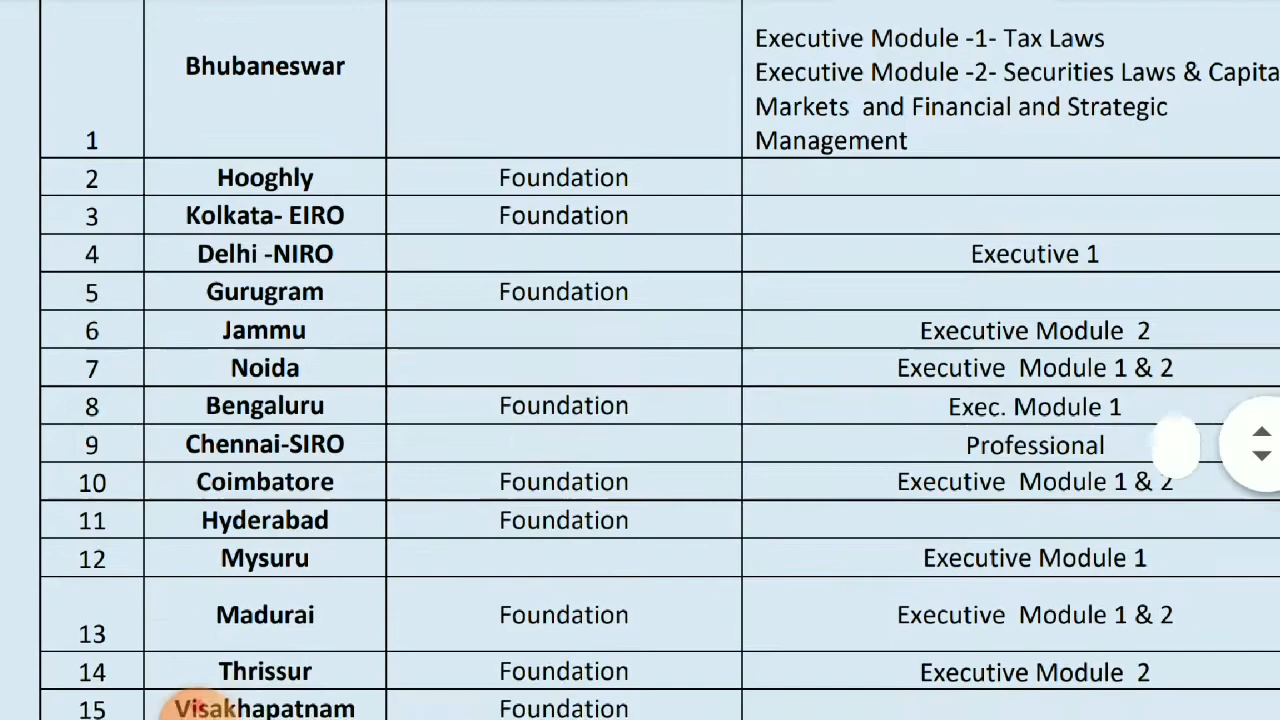 Executive Module -1- Tax Laws
Bhubaneswar
Executive Module -2- Securities Laws & Capita
Markets and Financial and Strategic
1
Management
2 Hooghly Foundation
3 Kolkata- EIRO Foundation
4 Delhi -NIRO Executive 1
5 Gurugram Foundation
6 Jammu Executive Module 2
7 Noida Executive Module 1 & 2
8 Bengaluru Foundation Exec. Module 1
9 Chennai-SIRO Professional
10 Coimbatore Foundation Executive Module 1 & 2
11 Hyderabad Foundation
12 Mysuru Executive Module 1
13 Madurai Foundation Executive Module 1 & 2
14 Thrissur Foundation Executive Module 2
15 Visakhapatnam Foundation